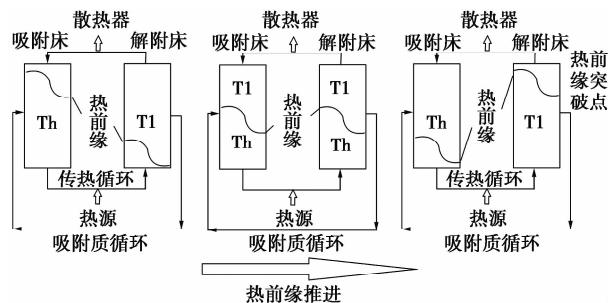 散热器
吸附床 解附床
Th
热前缘
T1
传热循环
热源
吸附质循环
散热器
吸附床 解附床
T1
Th
热前缘
T1
Th
热源
吸附质循环
散热器
吸附床 解附床
Th
热前缘
T1
热前
缘突
破点
传热循环
热源
吸附质循环
热前缘推进